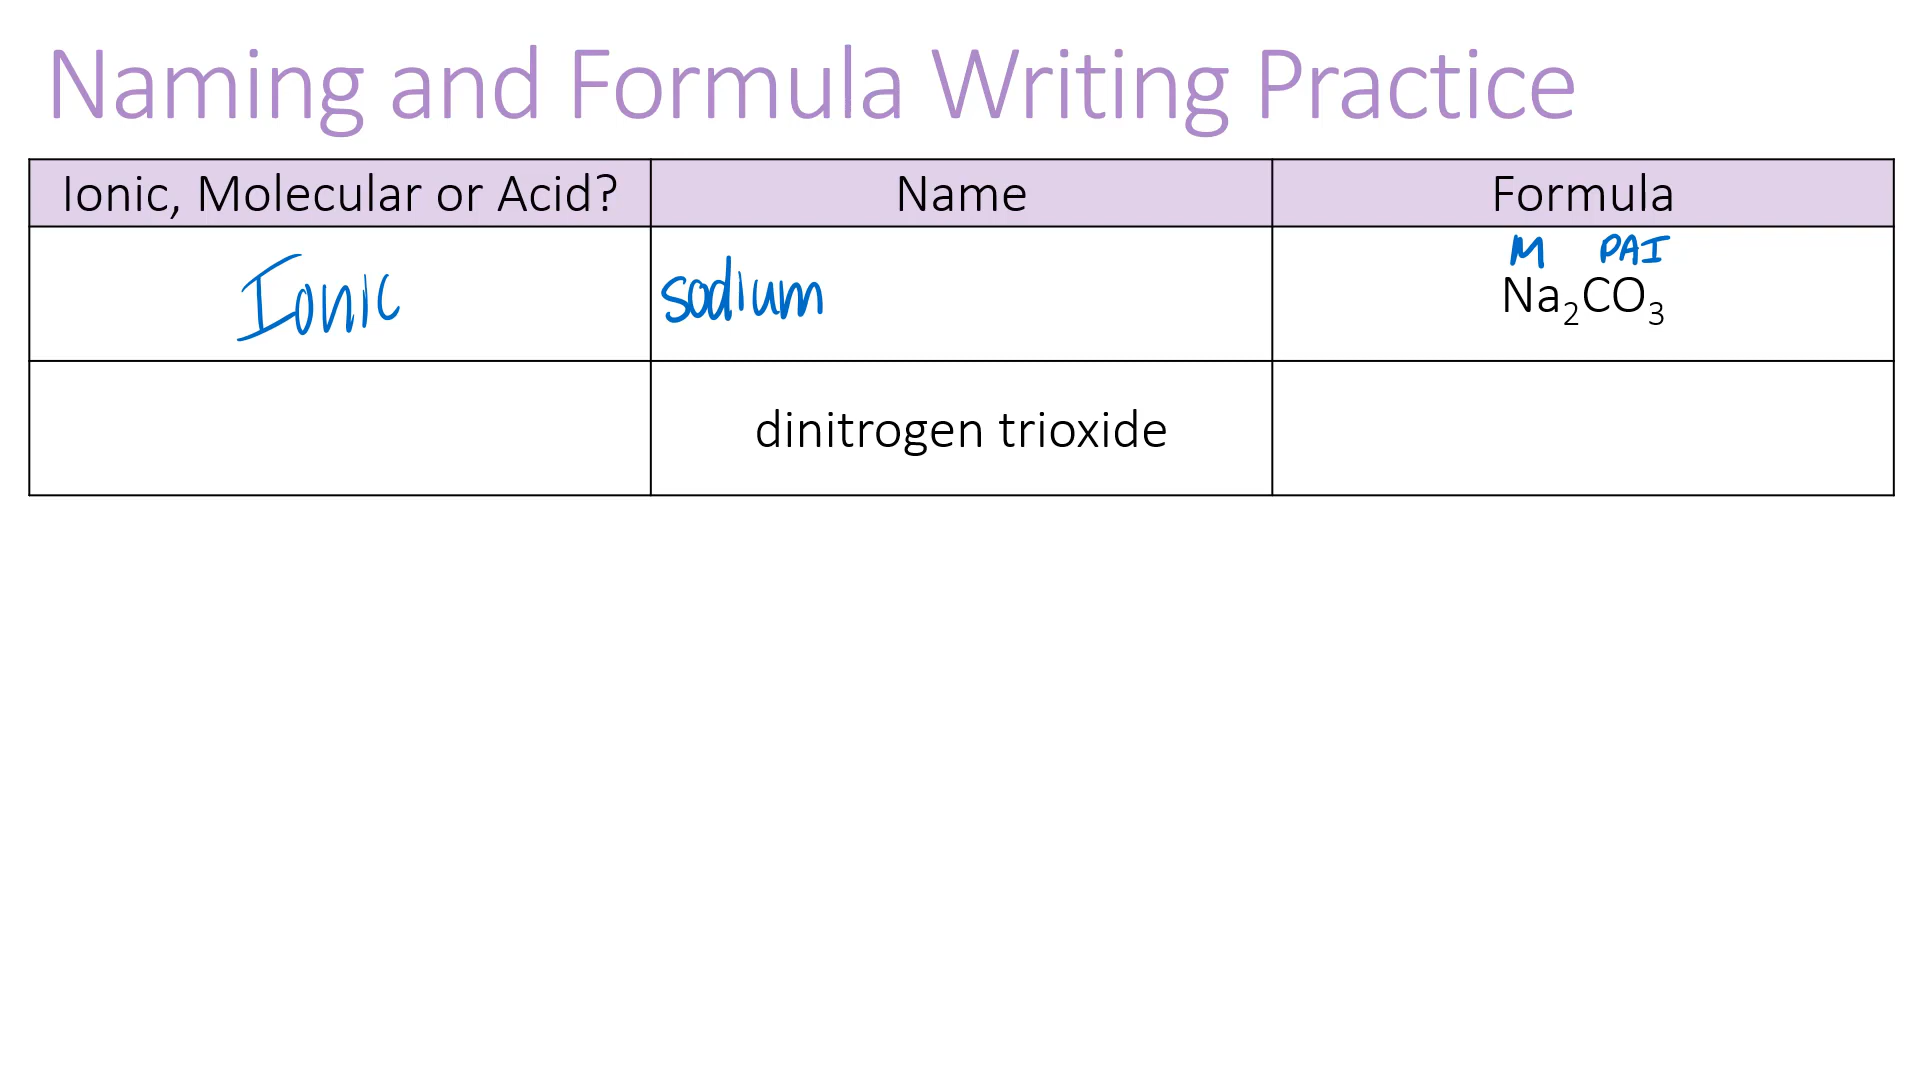 Naming and Formula Writing Practice
Ionic, Molecular or Acid? Name Formula
M PAI
Ionic sodium Na₂CO₃
dinitrogen trioxide